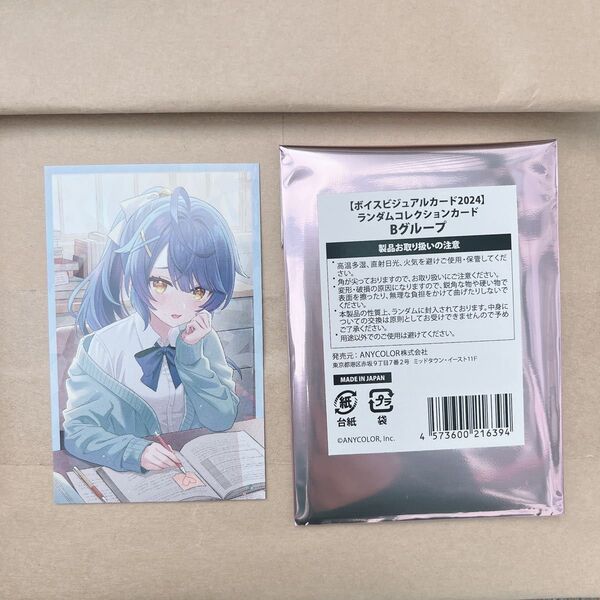 【ボイスビジュアルカード2024】
ランダムコレクションカード
Bグループ
製品お取り扱いの注意
・高温多湿、直射日光、火気を避けご使用・保管してください。
・角が尖っておりますので、お取り扱いにご注意ください。
・変形・破損の原因になりますので、鋭角な物や硬い物で
表面を擦ったり、無理な負担をかけて曲げたりしないで
ください。
・本製品の性質上、ランダムに封入されております。中身に
ついての交換は原則としてお受けできませんので予め
ご了承ください。
・用途以外でのご使用は避けてください。
発売元：ANYCOLOR株式会社
東京都港区赤坂9丁目7番2号 ミッドタウン・イースト11F
MADE IN JAPAN
紙
台紙
プラ
袋
©ANYCOLOR, Inc.
4 573600 216394